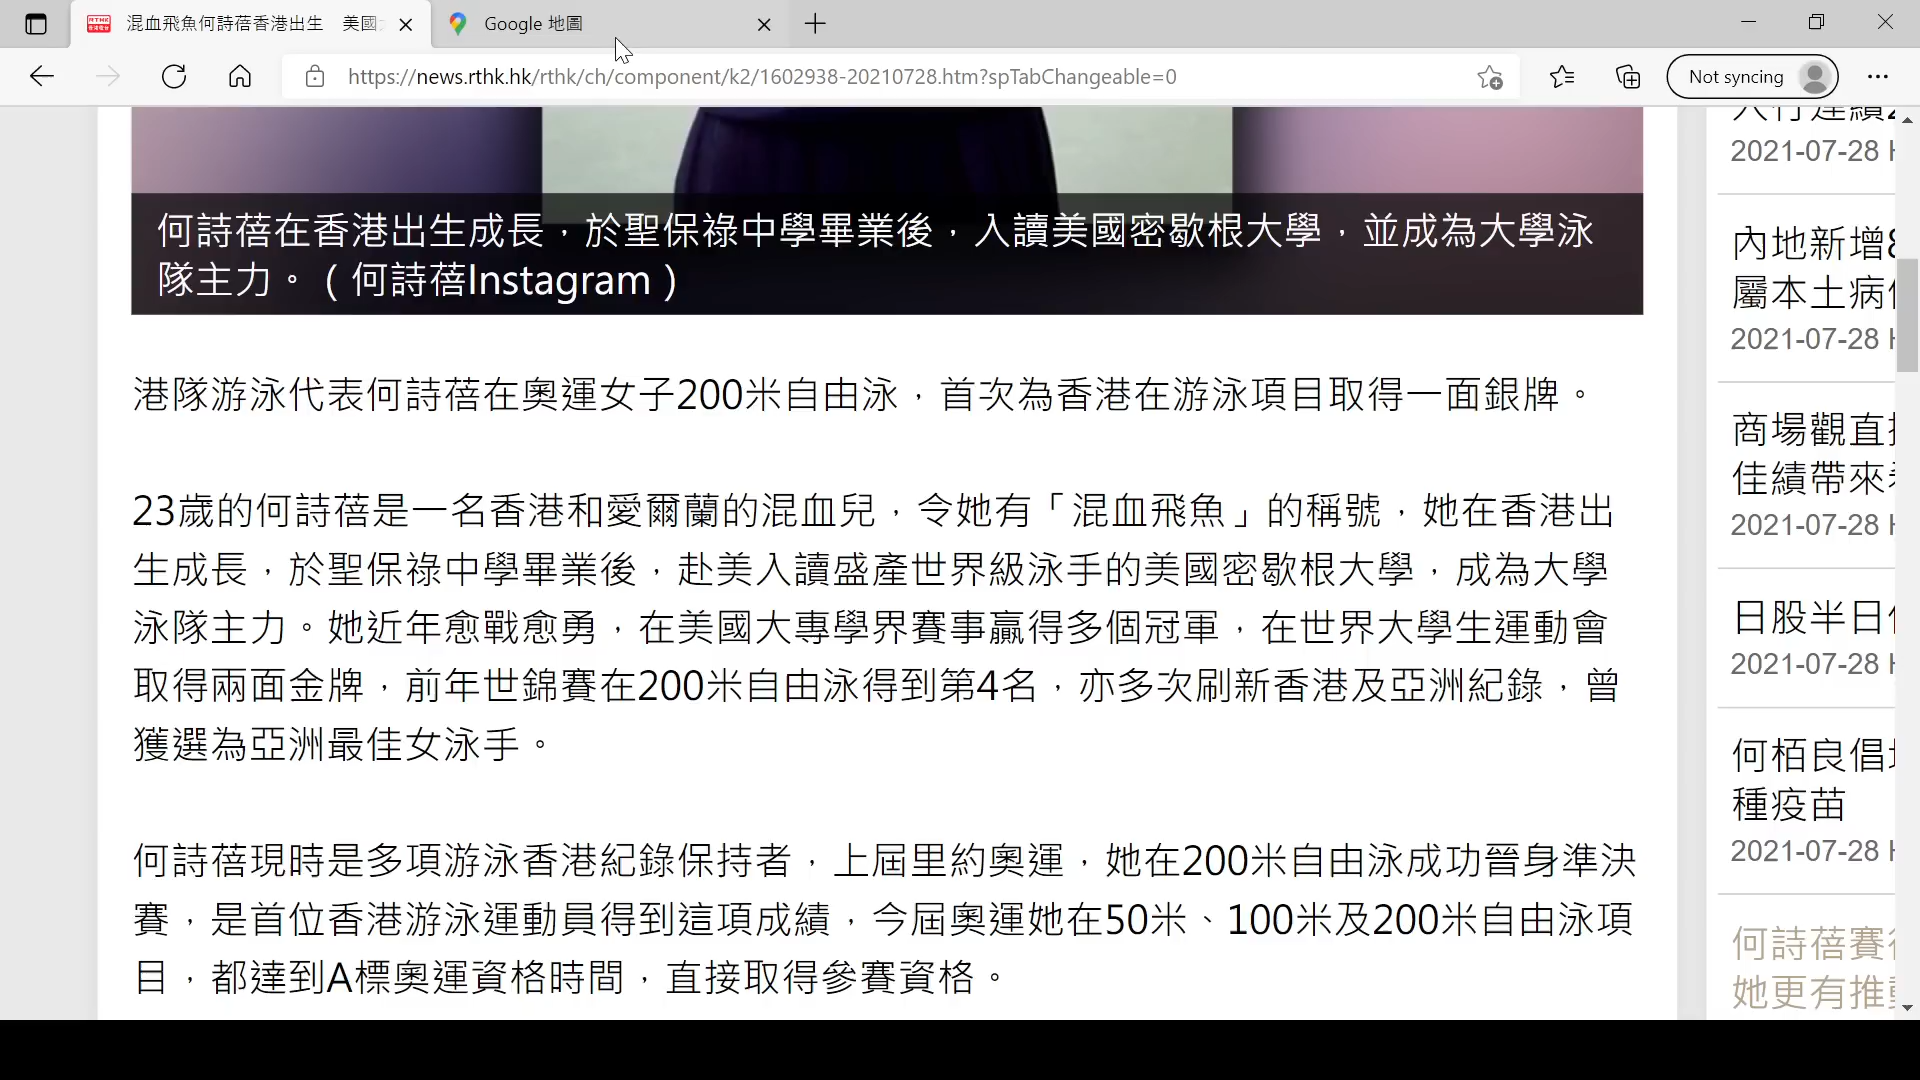 混血飛魚何詩蓓香港出生　美國
Google 地圖
https://news.rthk.hk/rthk/ch/component/k2/1602938-20210728.htm?spTabChangeable=0
Not syncing
何詩蓓在香港出生成長，於聖保祿中學畢業後，入讀美國密歇根大學，並成為大學泳
隊主力。（何詩蓓Instagram）
港隊游泳代表何詩蓓在奧運女子200米自由泳，首次為香港在游泳項目取得一面銀牌。
23歲的何詩蓓是一名香港和愛爾蘭的混血兒，令她有「混血飛魚」的稱號，她在香港出
生成長，於聖保祿中學畢業後，赴美入讀盛產世界級泳手的美國密歇根大學，成為大學
泳隊主力。她近年愈戰愈勇，在美國大專學界賽事贏得多個冠軍，在世界大學生運動會
取得兩面金牌，前年世錦賽在200米自由泳得到第4名，亦多次刷新香港及亞洲紀錄，曾
獲選為亞洲最佳女泳手。
何詩蓓現時是多項游泳香港紀錄保持者，上屆里約奧運，她在200米自由泳成功晉身準決
賽，是首位香港游泳運動員得到這項成績，今屆奧運她在50米、100米及200米自由泳項
目，都達到A標奧運資格時間，直接取得參賽資格。
2021-07-28
內地新增
屬本土病
2021-07-28
商場觀直
佳績帶來
2021-07-28
日股半日
2021-07-28
何栢良倡
種疫苗
2021-07-28
何詩蓓賽
她更有推